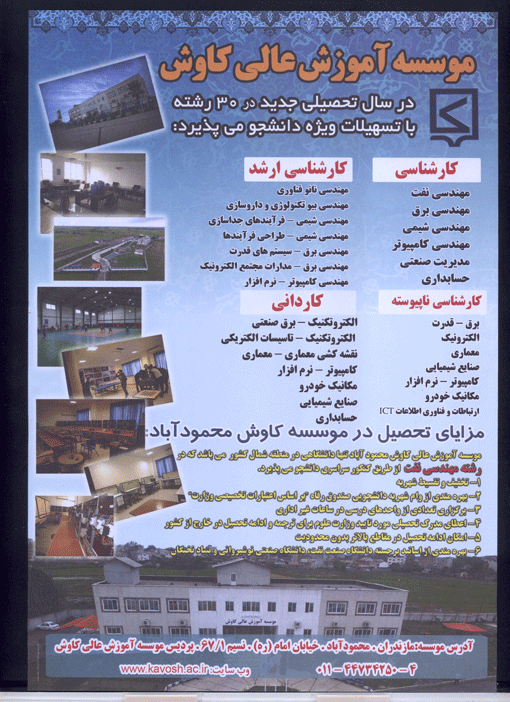 موسسه آموزش عالی کاوش
در سال تحصیلی جدید در ۳۰ رشته
با تسهیلات ویژه دانشجو می پذیرد:
کارشناسی
مهندسی نفت
مهندسی برق
مهندسی شیمی
مهندسی کامپیوتر
مدیریت صنعتی
حسابداری
کارشناسی ارشد
مهندسی نانو فناوری
مهندسی بیو تکنولوژی و داروسازی
مهندسی شیمی – فرآیندهای جداسازی
مهندسی شیمی – طراحی فرآیندها
مهندسی برق – سیستم های قدرت
مهندسی برق – مدارات مجتمع الکترونیک
مهندسی کامپیوتر – نرم افزار
کارشناسی ناپیوسته
برق – قدرت
الکترونیک
معماری
صنایع شیمیایی
کامپیوتر – نرم افزار
مکانیک خودرو
ارتباطات و فناوری اطلاعات ICT
کاردانی
الکتروتکنیک – برق صنعتی
الکتروتکنیک – تاسیسات الکتریکی
نقشه کشی معماری – معماری
کامپیوتر – نرم افزار
مکانیک خودرو
صنایع شیمیایی
حسابداری
مزایای تحصیل در موسسه کاوش محمودآباد:
موسسه آموزش عالی کاوش محمود آباد تنها دانشگاهی در منطقه شمال کشور می باشد که در
رشته مهندسی نفت از طریق کنکور سراسری دانشجو می پذیرد.
۱– تخفیف و تقسیط شهریه
۲– بهره مندی از وام شهریه دانشجویی صندوق رفاه "بر اساس اعتبارات تخصیصی وزارت"
۳– برگزاری تعدادی از واحدهای درسی در ساعات غیر اداری
۴– اعطای مدرک تحصیلی مورد تایید وزارت علوم برای ترجمه و ادامه تحصیل در خارج از کشور
۵– امکان ادامه تحصیل در مقاطع بالاتر بدون محدودیت
۶– بهره مندی از اساتید برجسته دانشگاه صنعت نفت، دانشگاه صنعتی نوشیروانی و بنیاد نخبگان
موسسه آموزش عالی کاوش
آدرس موسسه: مازندران . محمودآباد . خیابان امام (ره) . نسیم ۶۷/۱ . پردیس موسسه آموزش عالی کاوش
۰۱۱–۴۴۷۳۴۲۵۰–۴
وب سایت: www.kavosh.ac.ir